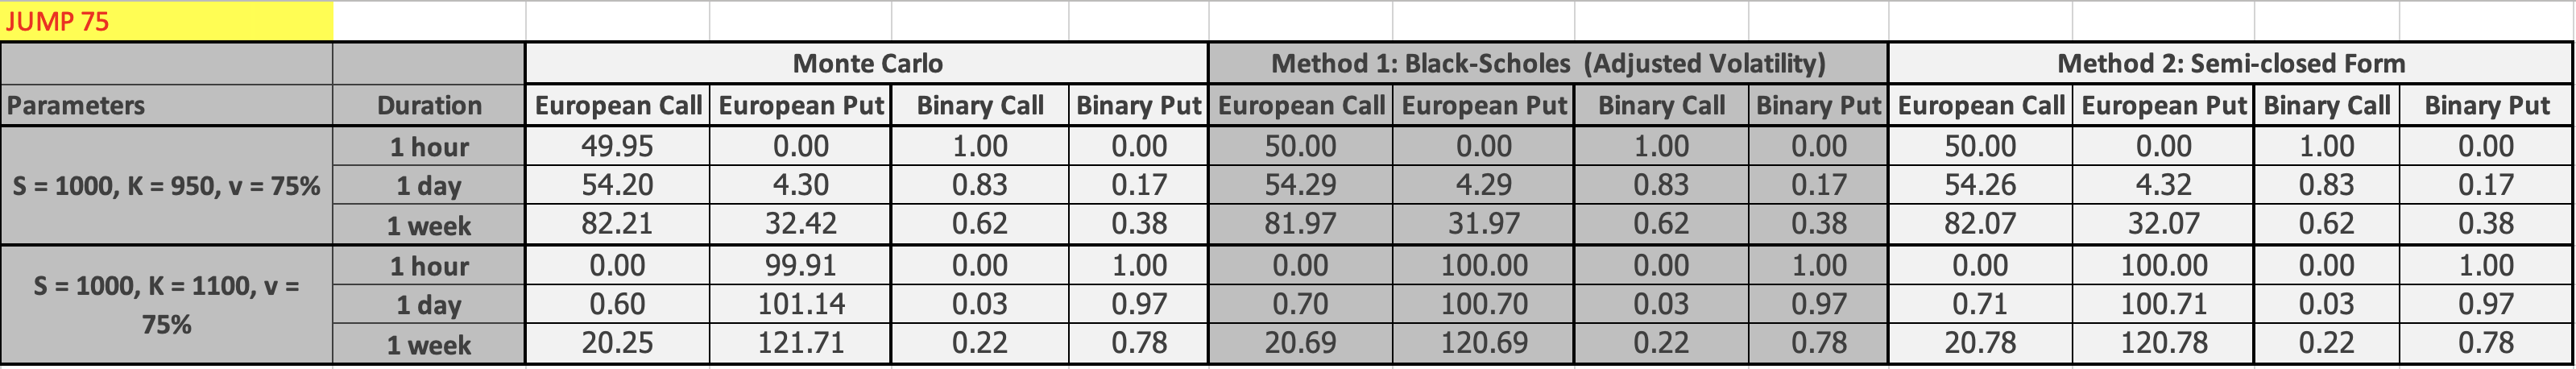 JUMP 75
Monte Carlo Method 1: Black-Scholes (Adjusted Volatility) Method 2: Semi-closed Form
Parameters Duration European Call European Put Binary Call Binary Put European Call European Put Binary Call Binary Put European Call European Put Binary Call Binary Put
1 hour 49.95 0.00 1.00 0.00 50.00 0.00 1.00 0.00 50.00 0.00 1.00 0.00
S = 1000, K = 950, v = 75% 1 day 54.20 4.30 0.83 0.17 54.29 4.29 0.83 0.17 54.26 4.32 0.83 0.17
1 week 82.21 32.42 0.62 0.38 81.97 31.97 0.62 0.38 82.07 32.07 0.62 0.38
1 hour 0.00 99.91 0.00 1.00 0.00 100.00 0.00 1.00 0.00 100.00 0.00 1.00
S = 1000, K = 1100, v =
75%
1 day 0.60 101.14 0.03 0.97 0.70 100.70 0.03 0.97 0.71 100.71 0.03 0.97
1 week 20.25 121.71 0.22 0.78 20.69 120.69 0.22 0.78 20.78 120.78 0.22 0.78